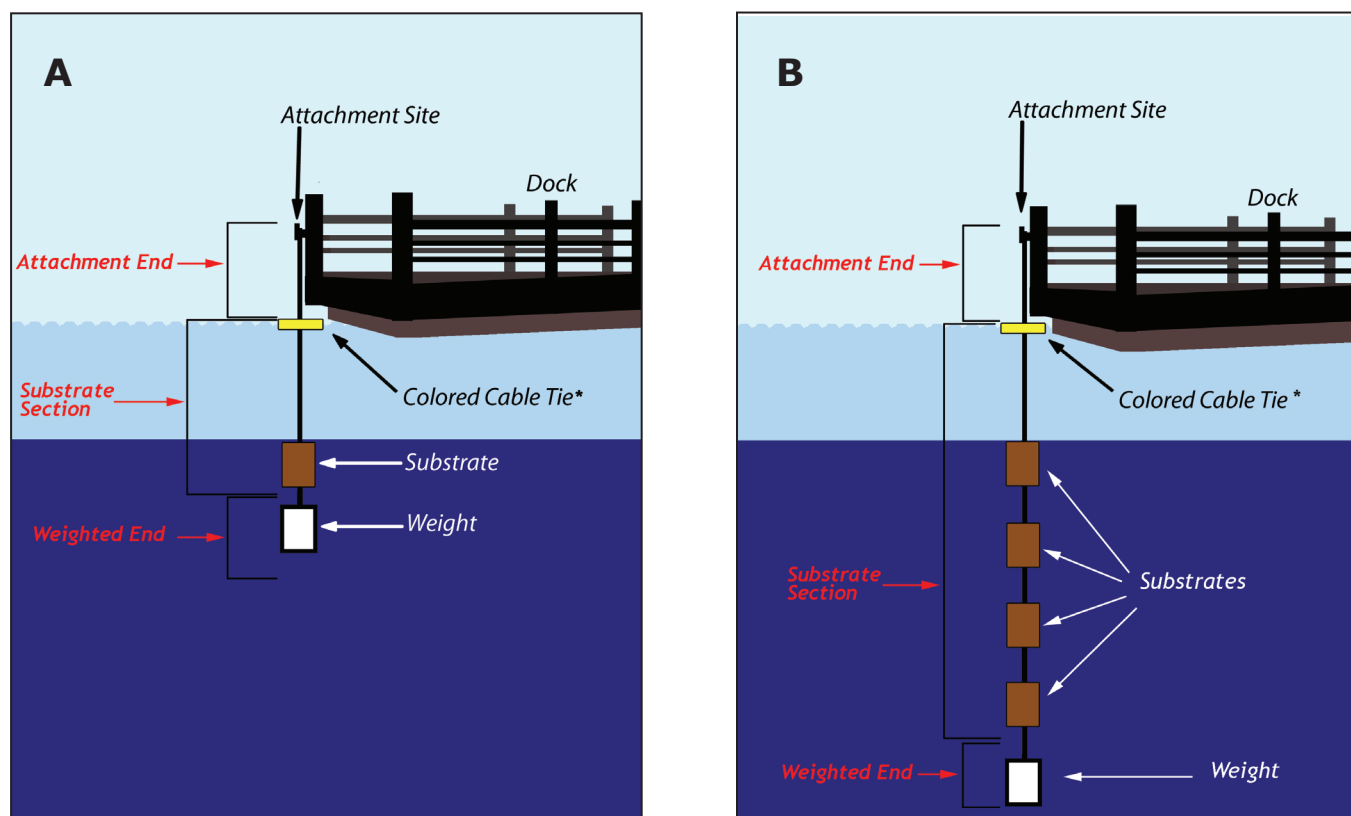 A
Attachment Site
Dock
Attachment End
Substrate
Section
Colored Cable Tie*
Substrate
Weighted End
Weight
B
Attachment Site
Dock
Attachment End
Colored Cable Tie *
Substrate
Section
Substrates
Weighted End
Weight